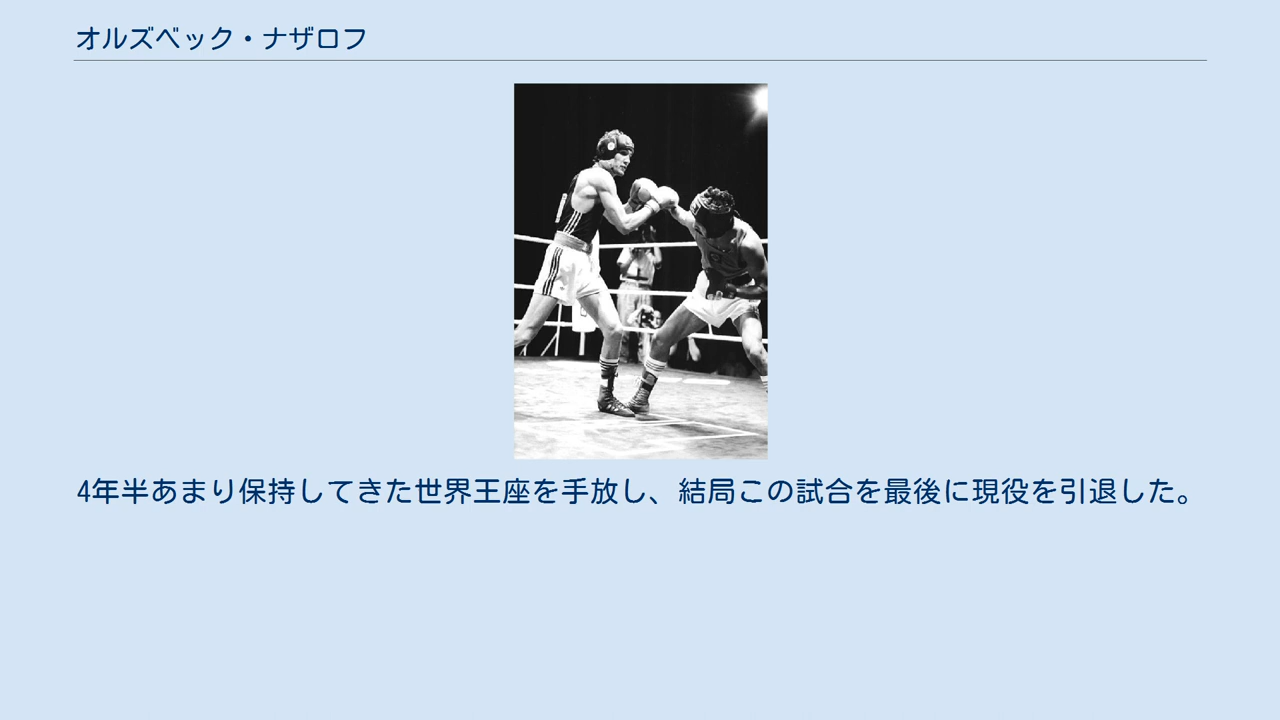 オルズベック・ナザロフ
4年半あまり保持してきた世界王座を手放し、結局この試合を最後に現役を引退した。